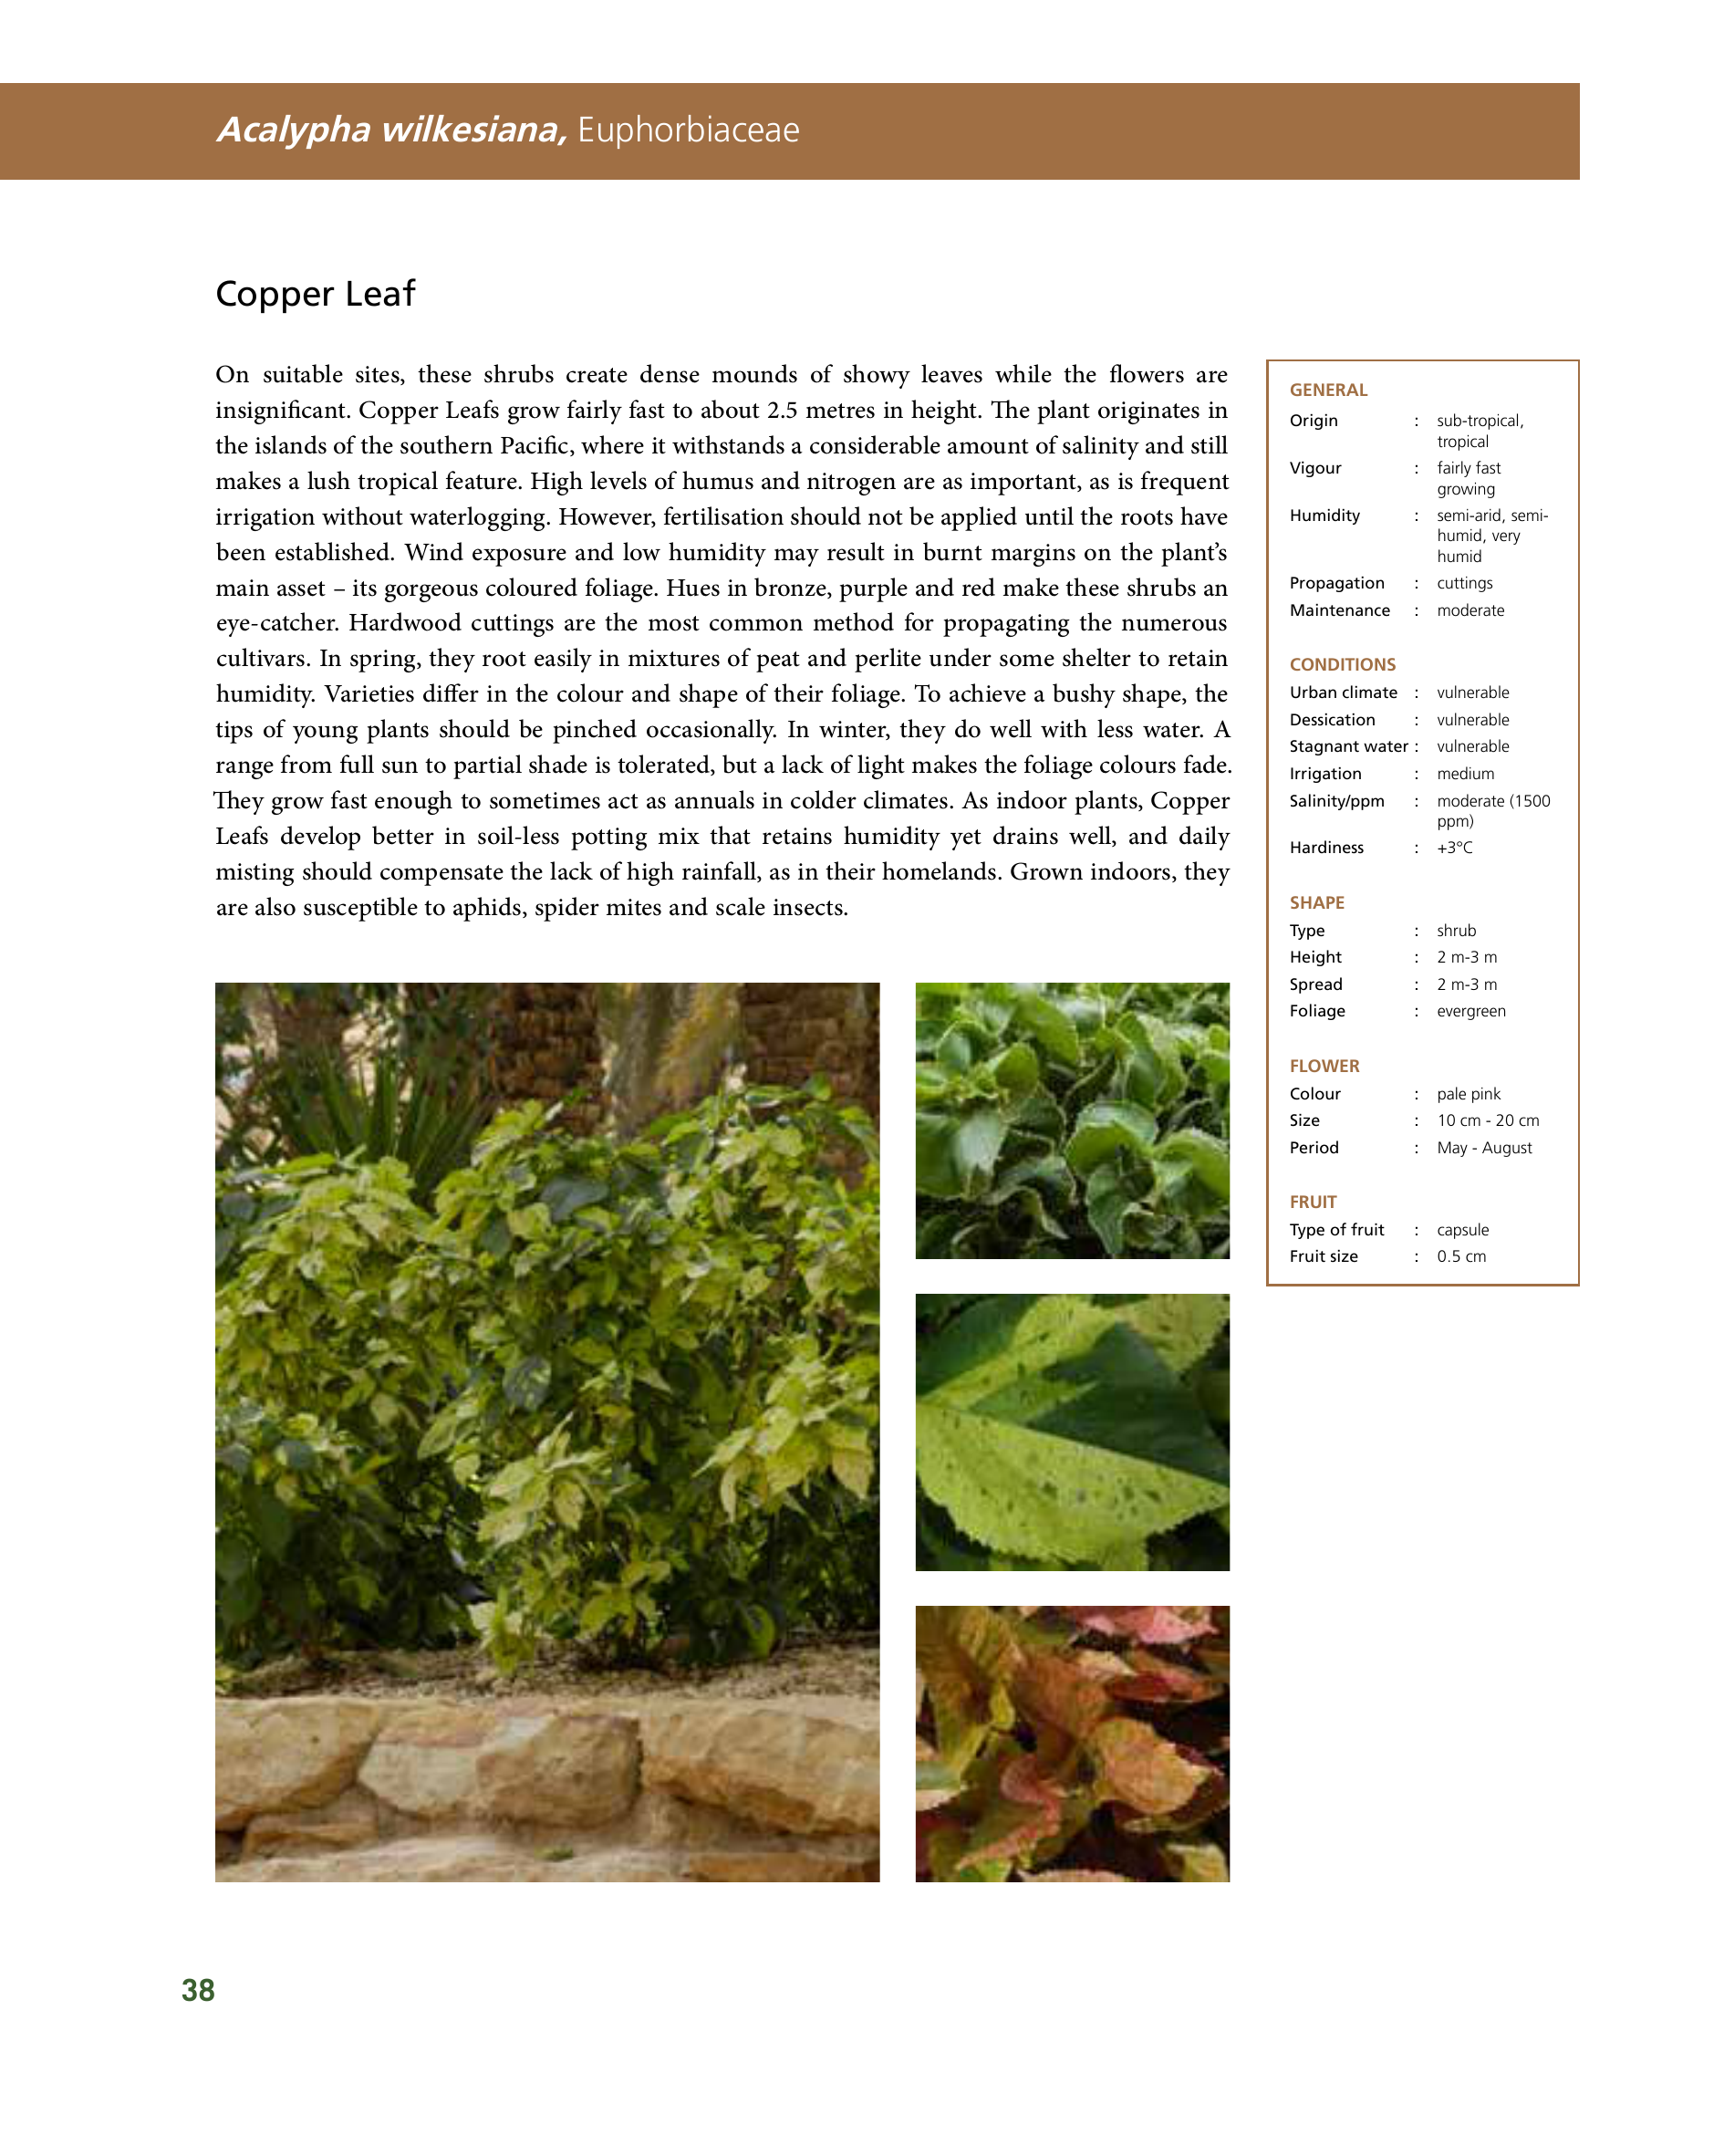 Acalypha wilkesiana, Euphorbiaceae
Copper Leaf
On suitable sites, these shrubs create dense mounds of showy leaves while the flowers are
insignificant. Copper Leafs grow fairly fast to about 2.5 metres in height. The plant originates in
the islands of the southern Pacific, where it withstands a considerable amount of salinity and still
makes a lush tropical feature. High levels of humus and nitrogen are as important, as is frequent
irrigation without waterlogging. However, fertilisation should not be applied until the roots have
been established. Wind exposure and low humidity may result in burnt margins on the plant’s
main asset – its gorgeous coloured foliage. Hues in bronze, purple and red make these shrubs an
eye-catcher. Hardwood cuttings are the most common method for propagating the numerous
cultivars. In spring, they root easily in mixtures of peat and perlite under some shelter to retain
humidity. Varieties differ in the colour and shape of their foliage. To achieve a bushy shape, the
tips of young plants should be pinched occasionally. In winter, they do well with less water. A
range from full sun to partial shade is tolerated, but a lack of light makes the foliage colours fade.
They grow fast enough to sometimes act as annuals in colder climates. As indoor plants, Copper
Leafs develop better in soil-less potting mix that retains humidity yet drains well, and daily
misting should compensate the lack of high rainfall, as in their homelands. Grown indoors, they
are also susceptible to aphids, spider mites and scale insects.
GENERAL
Origin : sub-tropical,
tropical
Vigour : fairly fast
growing
Humidity : semi-arid, semi-
humid, very
humid
Propagation : cuttings
Maintenance : moderate
CONDITIONS
Urban climate : vulnerable
Dessication : vulnerable
Stagnant water : vulnerable
Irrigation : medium
Salinity/ppm : moderate (1500
ppm)
Hardiness : +3°C
SHAPE
Type : shrub
Height : 2 m-3 m
Spread : 2 m-3 m
Foliage : evergreen
FLOWER
Colour : pale pink
Size : 10 cm - 20 cm
Period : May - August
FRUIT
Type of fruit : capsule
Fruit size : 0.5 cm
38